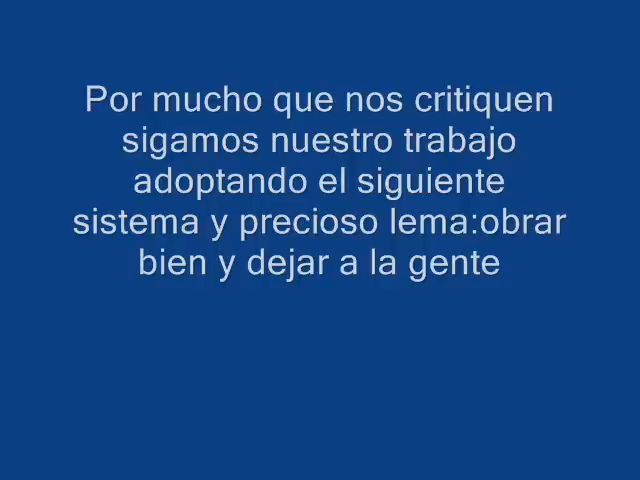 Por mucho que nos critiquen
sigamos nuestro trabajo
adoptando el siguiente
sistema y precioso lema:obrar
bien y dejar a la gente